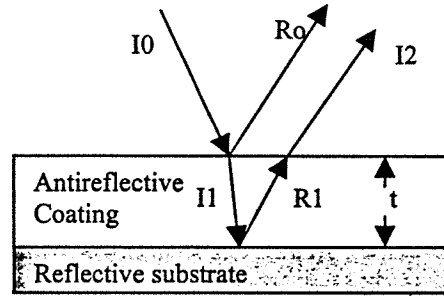 Ro
I0
I2
Antireflective
Coating
I1
R1
t
Reflective substrate